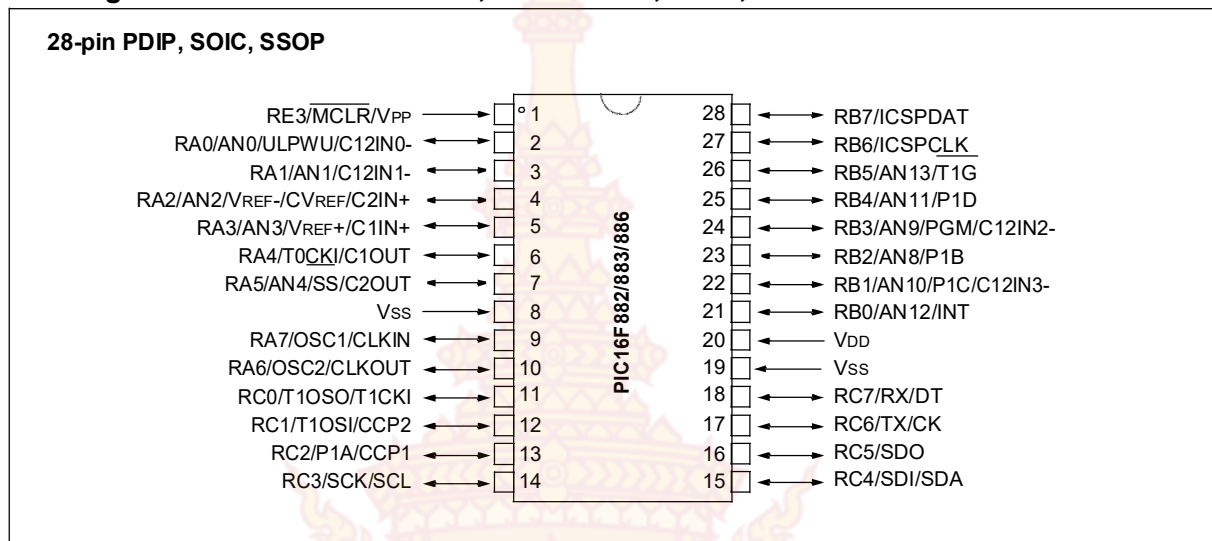 28-pin PDIP, SOIC, SSOP
RE3/MCLR/VPP
RA0/AN0/ULPWU/C12IN0-
RA1/AN1/C12IN1-
RA2/AN2/VREF-/CVREF/C2IN+
RA3/AN3/VREF+/C1IN+
RA4/T0CKI/C1OUT
RA5/AN4/SS/C2OUT
VSS
RA7/OSC1/CLKIN
RA6/OSC2/CLKOUT
RC0/T1OSO/T1CKI
RC1/T1OSI/CCP2
RC2/P1A/CCP1
RC3/SCK/SCL
1
2
3
4
5
6
7
8
9
10
11
12
13
14
PIC16F882/883/886
28
27
26
25
24
23
22
21
20
19
18
17
16
15
RB7/ICSPDAT
RB6/ICSPCLK
RB5/AN13/T1G
RB4/AN11/P1D
RB3/AN9/PGM/C12IN2-
RB2/AN8/P1B
RB1/AN10/P1C/C12IN3-
RB0/AN12/INT
VDD
VSS
RC7/RX/DT
RC6/TX/CK
RC5/SDO
RC4/SDI/SDA